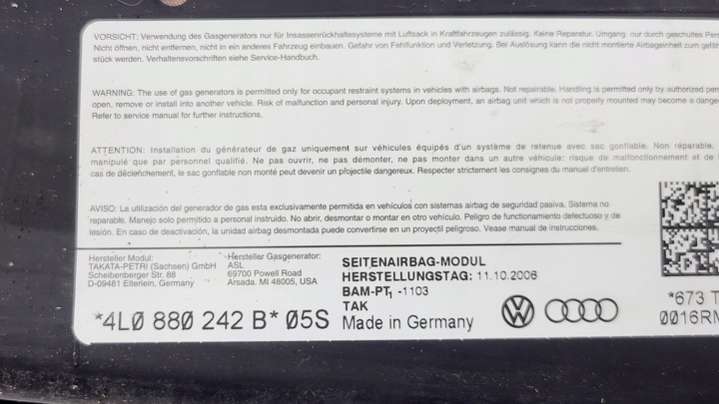 VORSICHT: Verwendung des Gasgenerators nur für Insassenrückhaltesysteme mit Luftsack in Kraftfahrzeugen zulässig. Keine Reparatur. Umgang nur durch geschultes Per
Nicht öffnen, nicht entfernen, nicht in ein anderes Fahrzeug einbauen. Gefahr von Fehlfunktion und Verletzung. Bei Auslösung kann die nicht montierte Airbageinheit zum gefä
stück werden. Verhaltensvorschriften siehe Service-Handbuch.
WARNING: The use of gas generators is permitted only for occupant restraint systems in vehicles with airbags. Not repairable. Handling is permitted only by authorized per
open, remove or install into another vehicle. Risk of malfunction and personal injury. Upon deployment, an airbag unit which is not properly mounted may become a dange
Refer to service manual for further instructions.
ATTENTION: Installation du générateur de gaz uniquement sur véhicules équipés d'un système de retenue avec sac gonflable. Non réparable,
manipulé que par personnel qualifié. Ne pas ouvrir, ne pas démonter, ne pas monter dans un autre véhicule: risque de malfonctionnement et de
cas de déclenchement, le sac gonflable non monté peut devenir un projectile dangereux. Respecter strictement les consignes du manuel d'entretien.
AVISO: La utilización del generador de gas esta exclusivamente permitida en vehículos con sistemas airbag de seguridad pasiva. Sistema no
reparable. Manejo solo permitido a personal instruido. No abrir, desmontar o montar en otro vehículo. Peligro de funcionamiento defectuoso y de
lesión. En caso de deactivación, la unidad airbag desmontada puede convertirse en un proyectil peligroso. Vease manual de instrucciones.
Hersteller Modul:
TAKATA-PETRI (Sachsen) GmbH
Scheibenberger Str. 88
D-09481 Elterlein, Germany
Hersteller Gasgenerator:
ASL
69700 Powell Road
Armada, MI 48005, USA
*4L0 880 242 B* 05S
SEITENAIRBAG-MODUL
HERSTELLUNGSTAG: 11.10.2006
BAM-PT1 -1103
TAK
Made in Germany
*673 T
0016RM